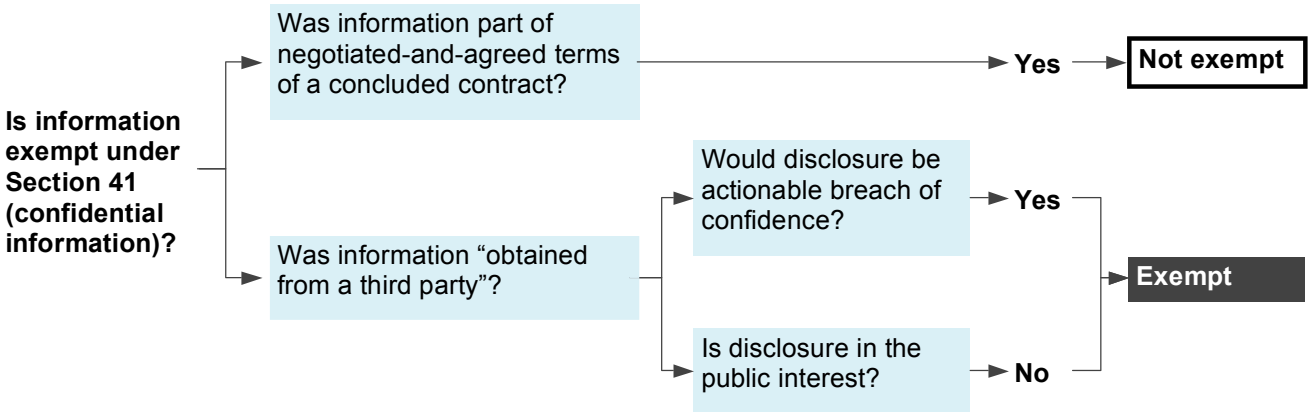 Is information
exempt under
Section 41
(confidential
information)?
Was information part of
negotiated-and-agreed terms
of a concluded contract?
Yes
Not exempt
Was information “obtained
from a third party”?
Would disclosure be
actionable breach of
confidence?
Yes
Is disclosure in the
public interest?
No
Exempt